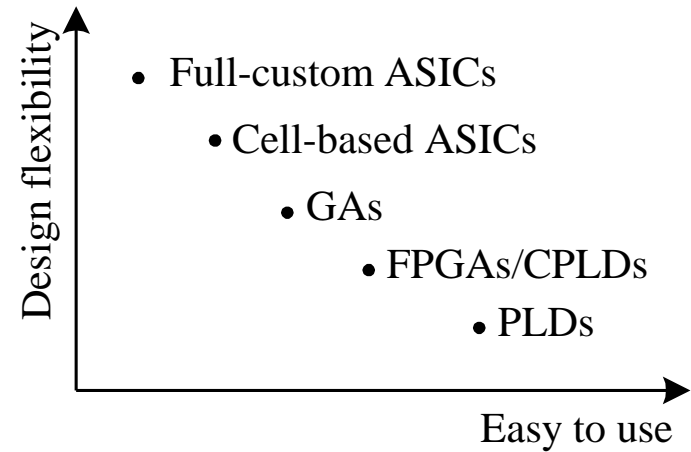 Design flexibility
Full-custom ASICs
Cell-based ASICs
GAs
FPGAs/CPLDs
PLDs
Easy to use